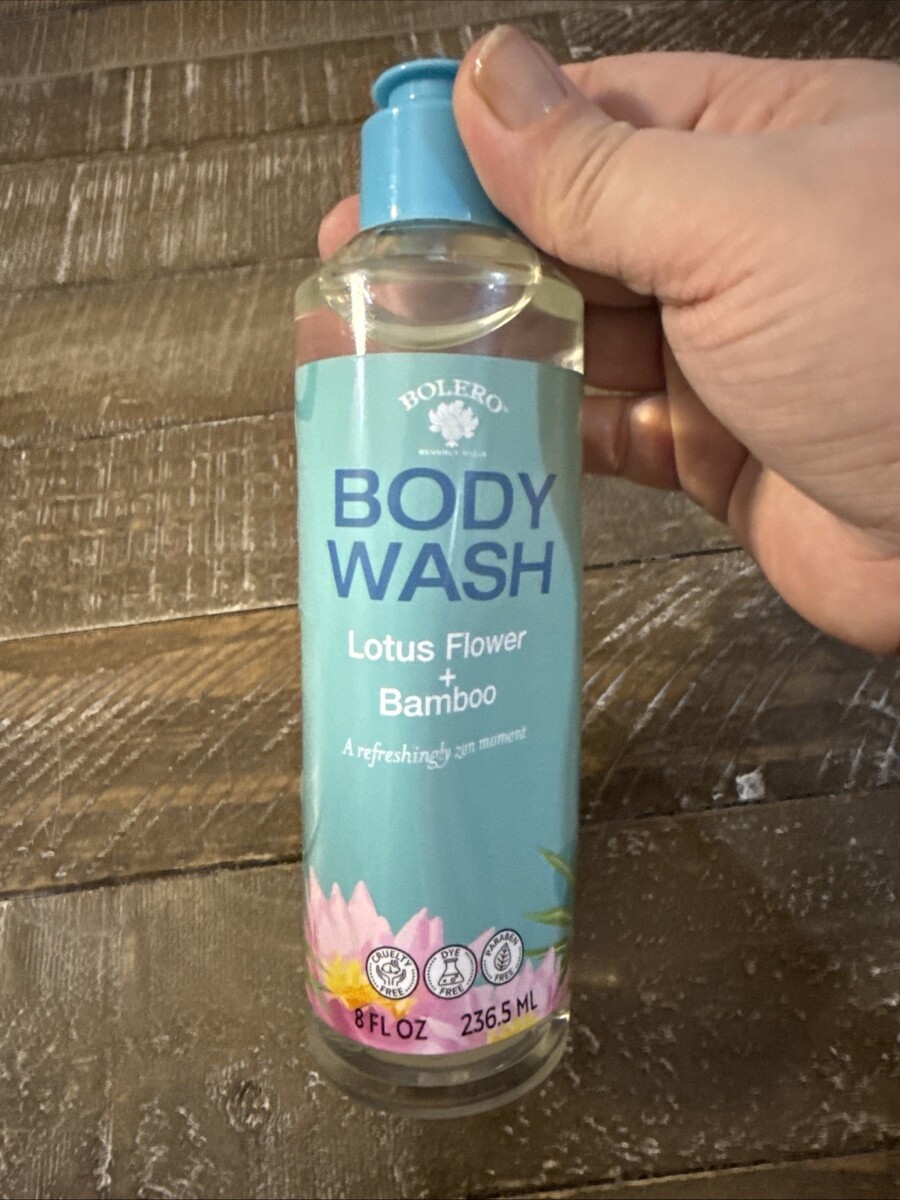 BOLERO™
BEVERLY HILLS
BODY
WASH
Lotus Flower
+
Bamboo
A refreshingly zen moment
CRUELTY
FREE
DYE
FREE
PARABEN
FREE
8 FL OZ 236.5 ML